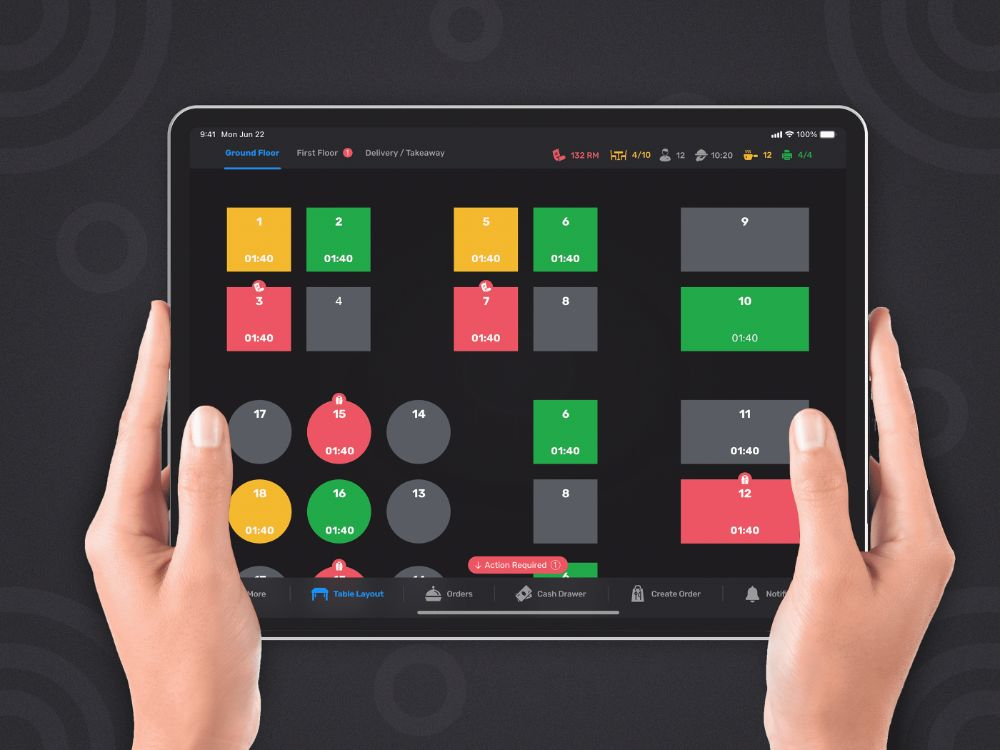 9:41 Mon Jun 22 100%
Ground Floor First Floor 1 Delivery / Takeaway 132 RM 4/10 12 10:20 12 4/4
1 2 5 6 9
01:40 01:40 01:40 01:40
3 4 7 8 10
01:40 01:40 01:40
17 15 14 6 11
01:40 01:40 01:40
18 16 13 8 12
01:40 01:40 01:40
Action Required 1
More Table Layout Orders Cash Drawer Create Order